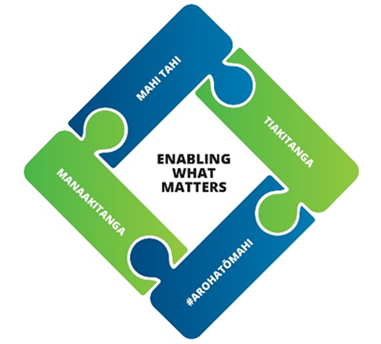 MAHI TAHI
TIAKITANGA
ENABLING
WHAT
MATTERS
MANAAKITANGA
#AROHATŌMAHI